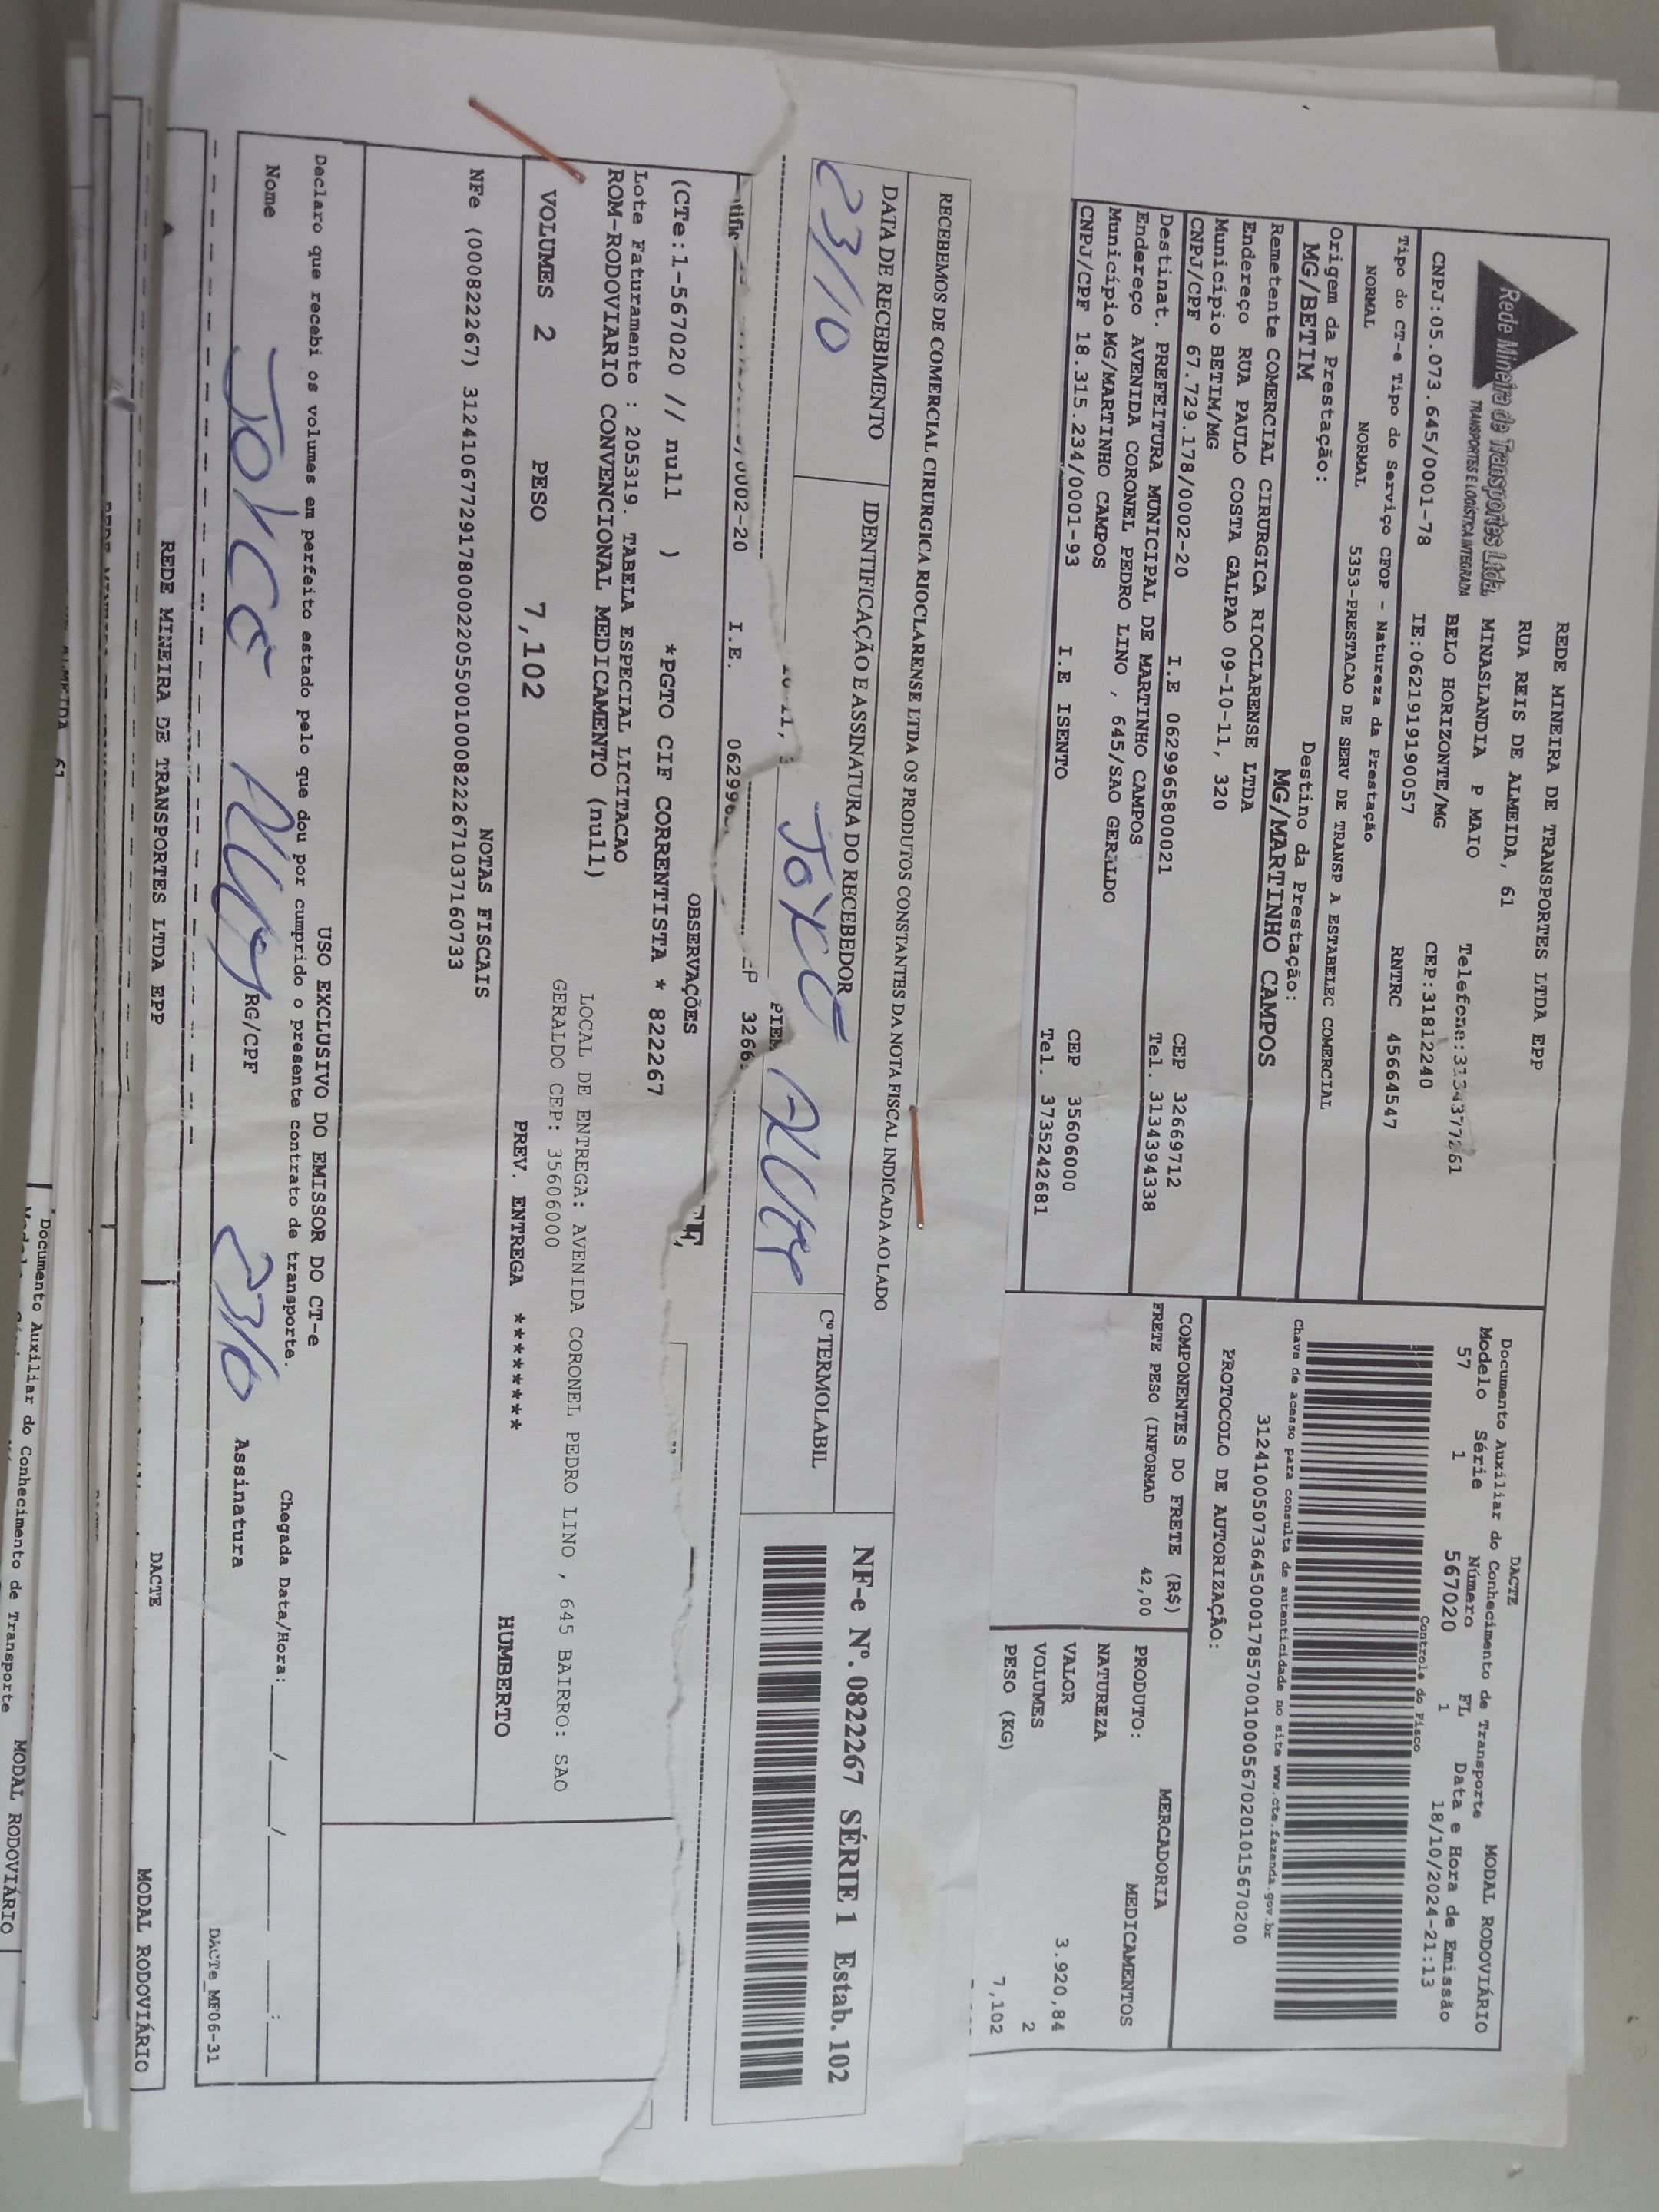 Rede Mineira de Transportes Ltda.
TRANSPORTES E LOGÍSTICA INTEGRADA
REDE MINEIRA DE TRANSPORTES LTDA EPP
RUA REIS DE ALMEIDA, 61
MINASLANDIA P MAIO
BELO HORIZONTE/MG
CEP:31812240
CNPJ:05.073.645/0001-78 IE:0621919190057 RNTRC 45664547
Tipo do CT-e Tipo do Serviço CFOP - Natureza da Prestação
NORMAL NORMAL 5353-PRESTACAO DE SERV DE TRANSP A ESTABELEC COMERCIAL
Origem da Prestação: Destino da Prestação:
MG/BETIM MG/MARTINHO CAMPOS
Remetente COMERCIAL CIRURGICA RIOCLARENSE LTDA
Endereço RUA PAULO COSTA GALPAO 09-10-11, 320
Município BETIM/MG CEP 32669712
CNPJ/CPF 67.729.178/0002-20 I.E 0629965800021 Tel. 3134394338
Destinat. PREFEITURA MUNICIPAL DE MARTINHO CAMPOS
Endereço AVENIDA CORONEL PEDRO LINO , 645/SAO GERALDO
Município MG/MARTINHO CAMPOS CEP 35606000
CNPJ/CPF 18.315.234/0001-93 I.E ISENTO Tel. 3735242681
DACTE
Documento Auxiliar do Conhecimento de Transporte MODAL RODOVIÁRIO
Modelo Série Número FL Data e Hora de Emissão
57 1 567020 1 18/10/2024-21:13
Controle do Fisco
Chave de acesso para consulta de autenticidade no site www.cte.fazenda.gov.br
31241005073645000178570010005670201015670200
PROTOCOLO DE AUTORIZAÇÃO:
COMPONENTES DO FRETE (R$)
FRETE PESO (INFORMAD 42,00
MERCADORIA
PRODUTO: MEDICAMENTOS
NATUREZA
VALOR 3.920,84
VOLUMES 2
PESO (KG) 7,102
RECEBEMOS DE COMERCIAL CIRURGICA RIOCLARENSE LTDA OS PRODUTOS CONSTANTES DA NOTA FISCAL INDICADA AO LADO
DATA DE RECEBIMENTO IDENTIFICAÇÃO E ASSINATURA DO RECEBEDOR Cº TERMOLABIL
23/10 Joyce
NF-e Nº. 0822267 SÉRIE 1 Estab. 102
0002-20 I.E.
OBSERVAÇÕES
(CTe:1-567020 // null ) *PGTO CIF CORRENTISTA * 822267
Lote Faturamento : 205319. TABELA ESPECIAL LICITACAO
ROM-RODOVIARIO CONVENCIONAL MEDICAMENTO (null)
LOCAL DE ENTREGA: AVENIDA CORONEL PEDRO LINO , 645 BAIRRO: SAO
GERALDO CEP: 35606000
VOLUMES 2 PESO 7,102 PREV. ENTREGA ******** HUMBERTO
NOTAS FISCAIS
NFe (000822267) 31241067729178000220550010008222671037160733
USO EXCLUSIVO DO EMISSOR DO CT-e
Declaro que recebi os volumes em perfeito estado pelo que dou por cumprido o presente contrato de transporte.
Chegada Data/Hora:____/____/____ ____:____
Nome Joyce RG/CPF 23/10 Assinatura
DACTe_MF06-31
REDE MINEIRA DE TRANSPORTES LTDA EPP DACTE MODAL RODOVIÁRIO
Documento Auxiliar do Conhecimento de Transporte MODAL RODOVIÁRIO